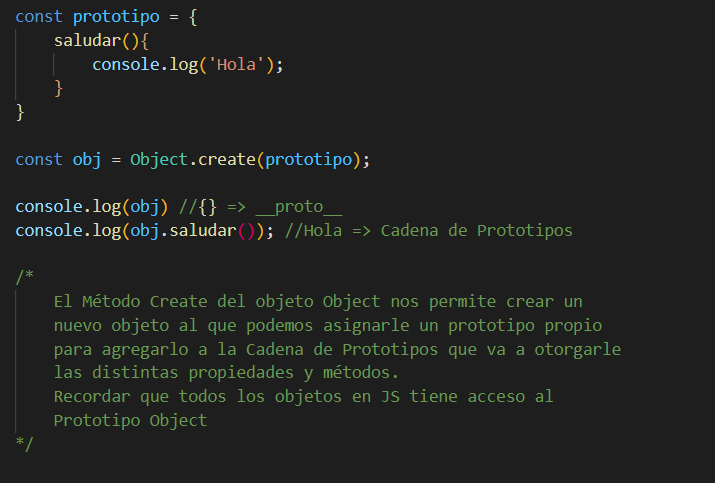 const prototipo = {
    saludar(){
        console.log('Hola');
    }
}

const obj = Object.create(prototipo);

console.log(obj) //{} => __proto__
console.log(obj.saludar()); //Hola => Cadena de Prototipos

/*
    El Método Create del objeto Object nos permite crear un
    nuevo objeto al que podemos asignarle un prototipo propio
    para agregarlo a la Cadena de Prototipos que va a otorgarle
    las distintas propiedades y métodos.
    Recordar que todos los objetos en JS tiene acceso al
    Prototipo Object
*/